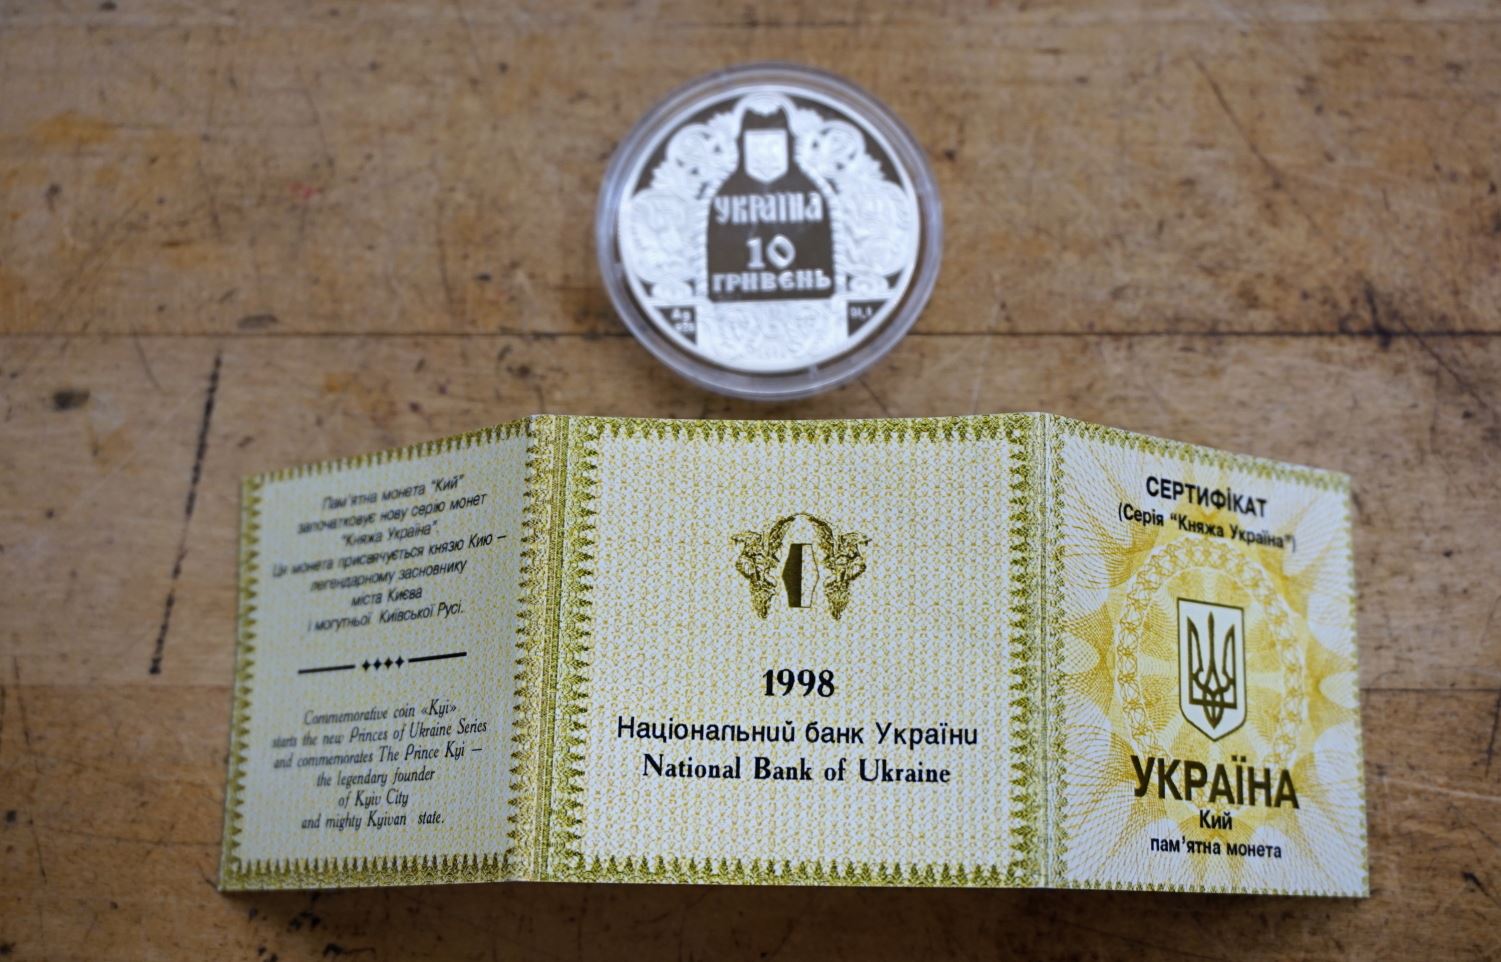 УКРАЇНА
10
ГРИВЕНЬ
Ag
31,1
Пам'ятна монета "Кий"
започатковує нову серію монет
"Княжа Україна".
Ця монета присвячується князю Кию –
легендарному засновнику
міста Києва
і могутньої Київської Русі.
Commemorative coin «Kyi»
starts the new Princes of Ukraine Series
and commemorates The Prince Kyi –
the legendary founder
of Kyiv City
and mighty Kyivan state.
1998
Національний банк України
National Bank of Ukraine
СЕРТИФІКАТ
(Серія "Княжа Україна")
УКРАЇНА
Кий
пам'ятна монета